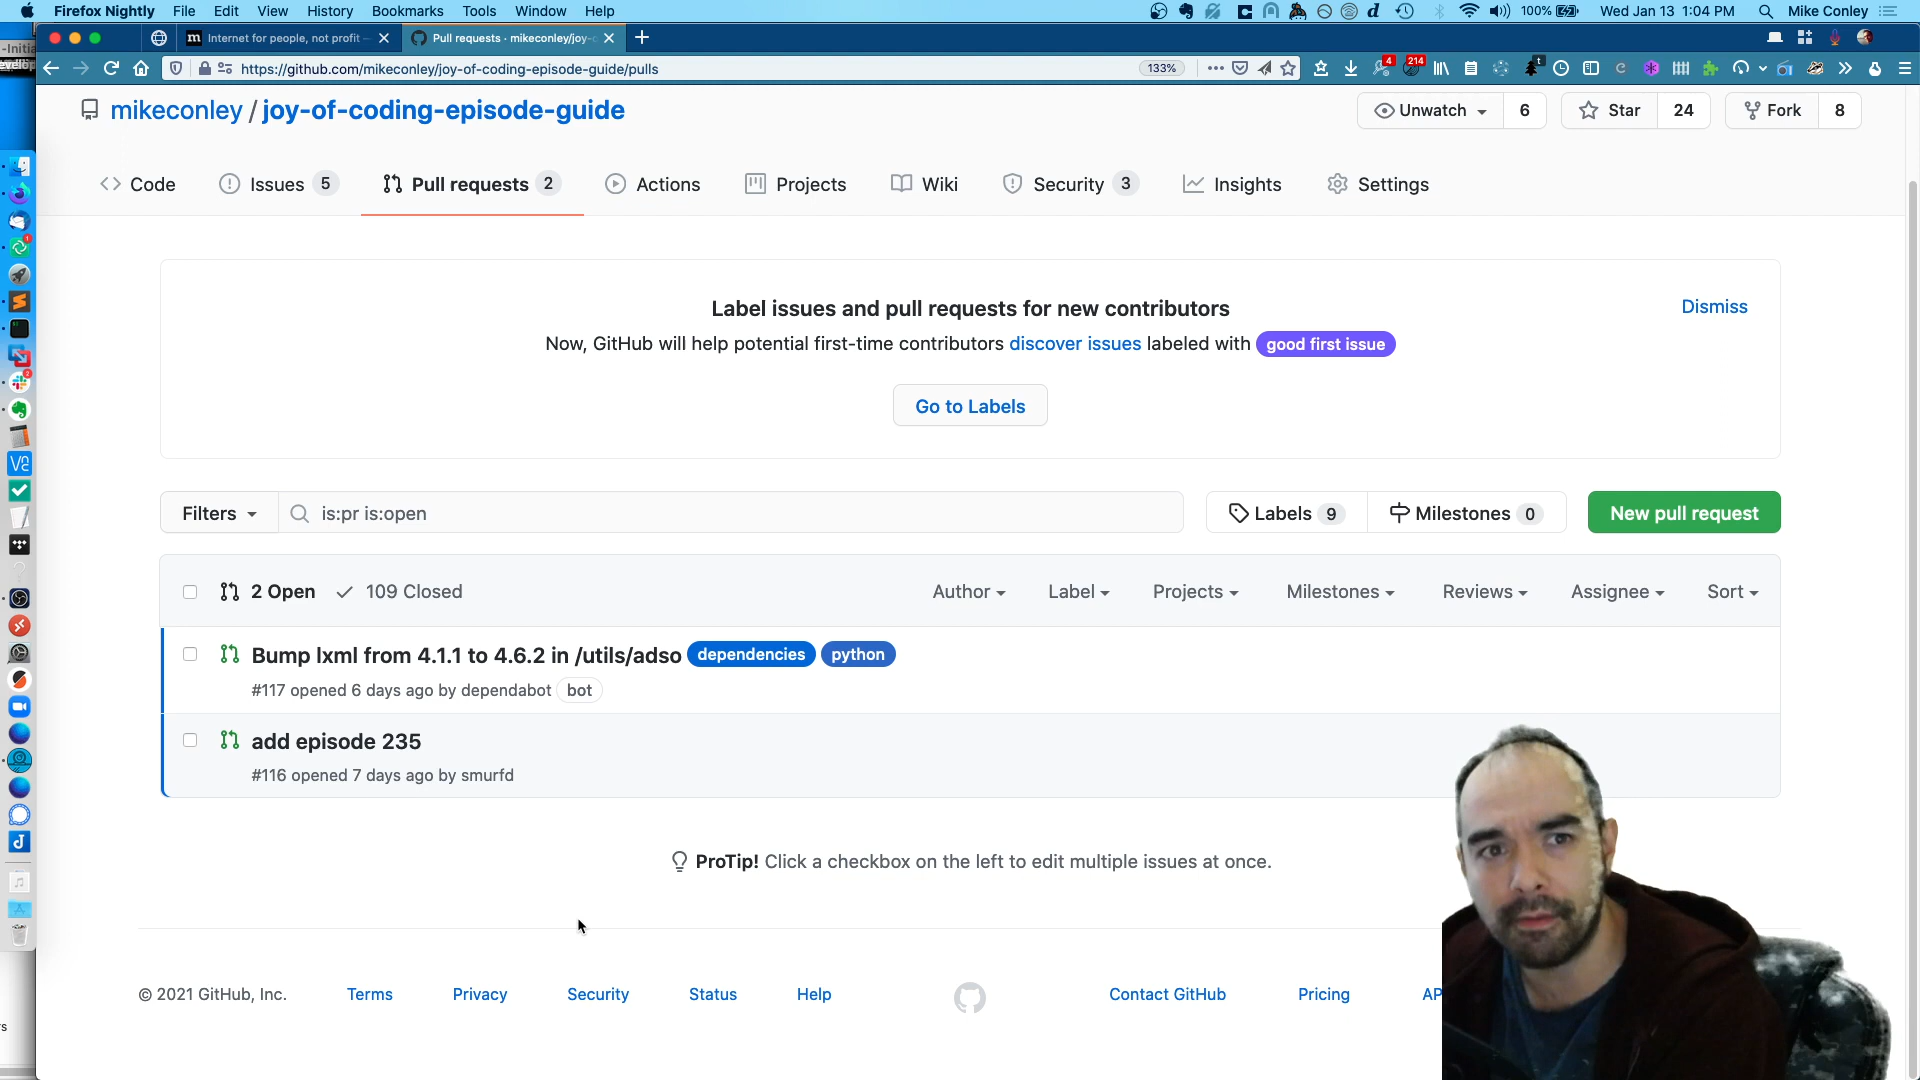 Firefox Nightly File Edit View History Bookmarks Tools Window Help 100% Wed Jan 13 1:04 PM Mike Conley
Internet for people, not profit Pull requests · mikeconley/joy-
https://github.com/mikeconley/joy-of-coding-episode-guide/pulls 133% 4 214
mikeconley / joy-of-coding-episode-guide Unwatch 6 Star 24 Fork 8
Code Issues 5 Pull requests 2 Actions Projects Wiki Security 3 Insights Settings
Label issues and pull requests for new contributors Dismiss
Now, GitHub will help potential first-time contributors discover issues labeled with good first issue
Go to Labels
Filters is:pr is:open Labels 9 Milestones 0 New pull request
2 Open 109 Closed Author Label Projects Milestones Reviews Assignee Sort
Bump lxml from 4.1.1 to 4.6.2 in /utils/adso dependencies python
#117 opened 6 days ago by dependabot bot
add episode 235
#116 opened 7 days ago by smurfd
ProTip! Click a checkbox on the left to edit multiple issues at once.
© 2021 GitHub, Inc. Terms Privacy Security Status Help Contact GitHub Pricing AP